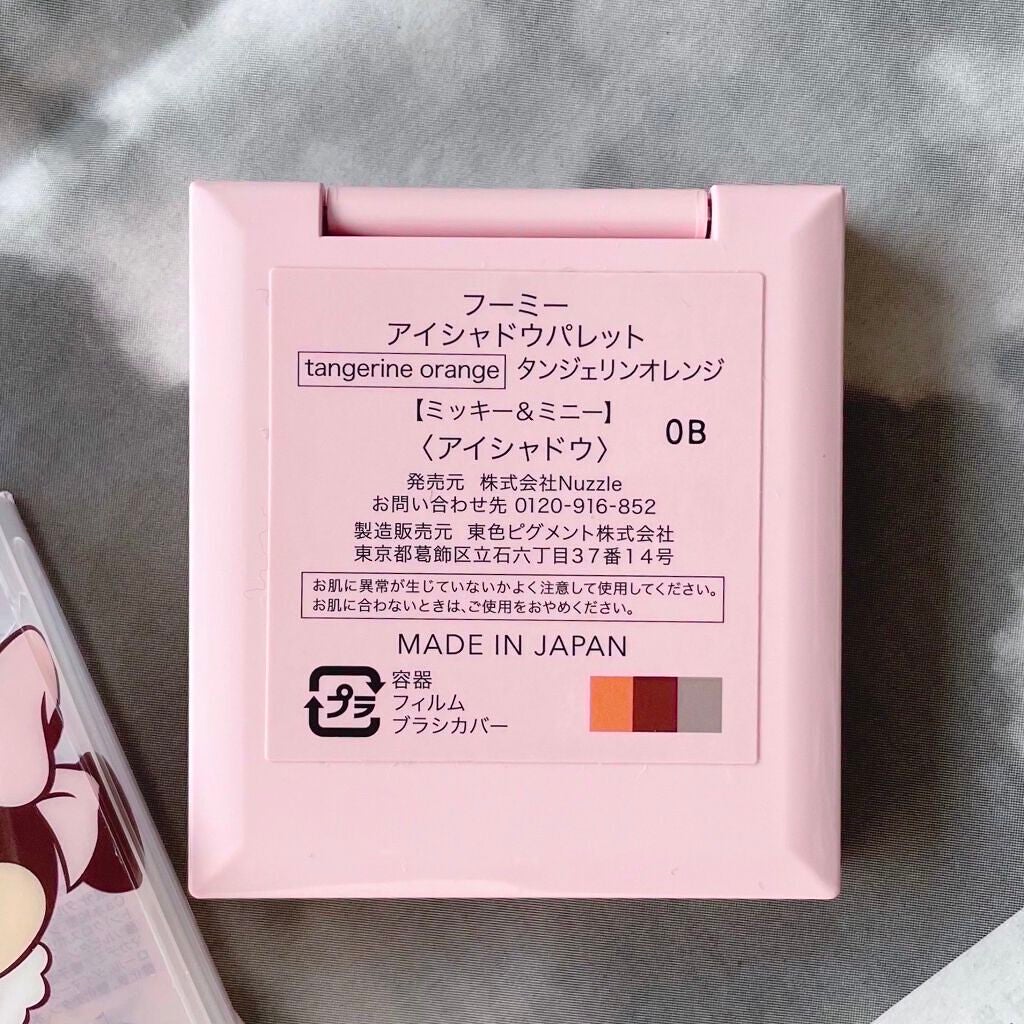 フーミー
アイシャドウパレット
tangerine orange タンジェリンオレンジ
【ミッキー&ミニー】
〈アイシャドウ〉
0B
発売元 株式会社Nuzzle
お問い合わせ先 0120-916-852
製造販売元 東色ピグメント株式会社
東京都葛飾区立石六丁目37番14号
お肌に異常が生じていないかよく注意して使用してください。
お肌に合わないときは、ご使用をおやめください。
MADE IN JAPAN
プラ
容器
フィルム
ブラシカバー